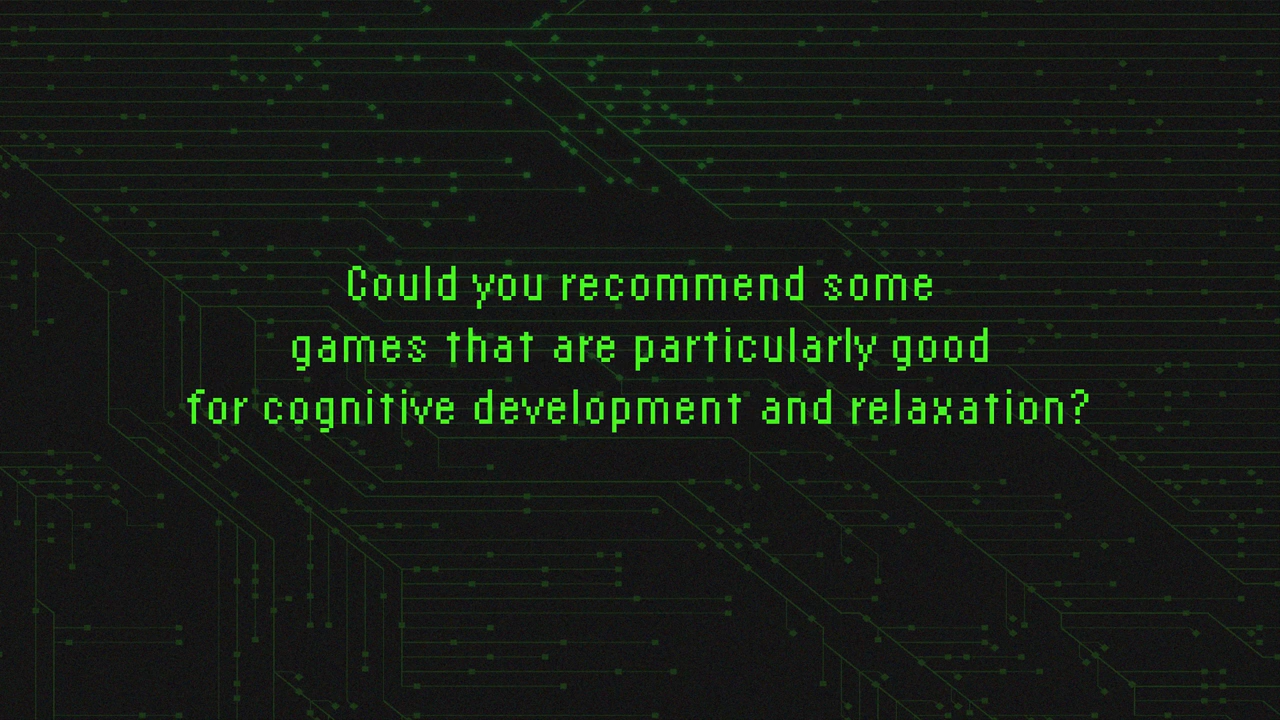 Could you recommend some
games that are particularly good
for cognitive development and relaxation?